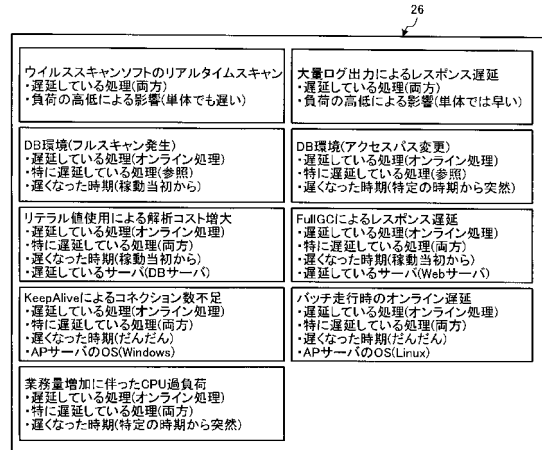 26
ウイルススキャンソフトのリアルタイムスキャン
・遅延している処理(両方)
・負荷の高低による影響(単体でも遅い)
大量ログ出力によるレスポンス遅延
・遅延している処理(両方)
・負荷の高低による影響(単体では早い)
DB環境(フルスキャン発生)
・遅延している処理(オンライン処理)
・特に遅延している処理(参照)
・遅くなった時期(稼動当初から)
DB環境(アクセスパス変更)
・遅延している処理(オンライン処理)
・特に遅延している処理(参照)
・遅くなった時期(特定の時期から突然)
リテラル値使用による解析コスト増大
・遅延している処理(オンライン処理)
・特に遅延している処理(両方)
・遅くなった時期(稼動当初から)
・遅延しているサーバ(DBサーバ)
FullGCによるレスポンス遅延
・遅延している処理(オンライン処理)
・特に遅延している処理(両方)
・遅くなった時期(稼動当初から)
・遅延しているサーバ(Webサーバ)
KeepAliveによるコネクション数不足
・遅延している処理(オンライン処理)
・特に遅延している処理(両方)
・遅くなった時期(だんだん)
・APサーバのOS(Windows)
バッチ走行時のオンライン遅延
・遅延している処理(オンライン処理)
・特に遅延している処理(両方)
・遅くなった時期(だんだん)
・APサーバのOS(Linux)
業務量増加に伴ったCPU過負荷
・遅延している処理(オンライン処理)
・特に遅延している処理(両方)
・遅くなった時期(特定の時期から突然)